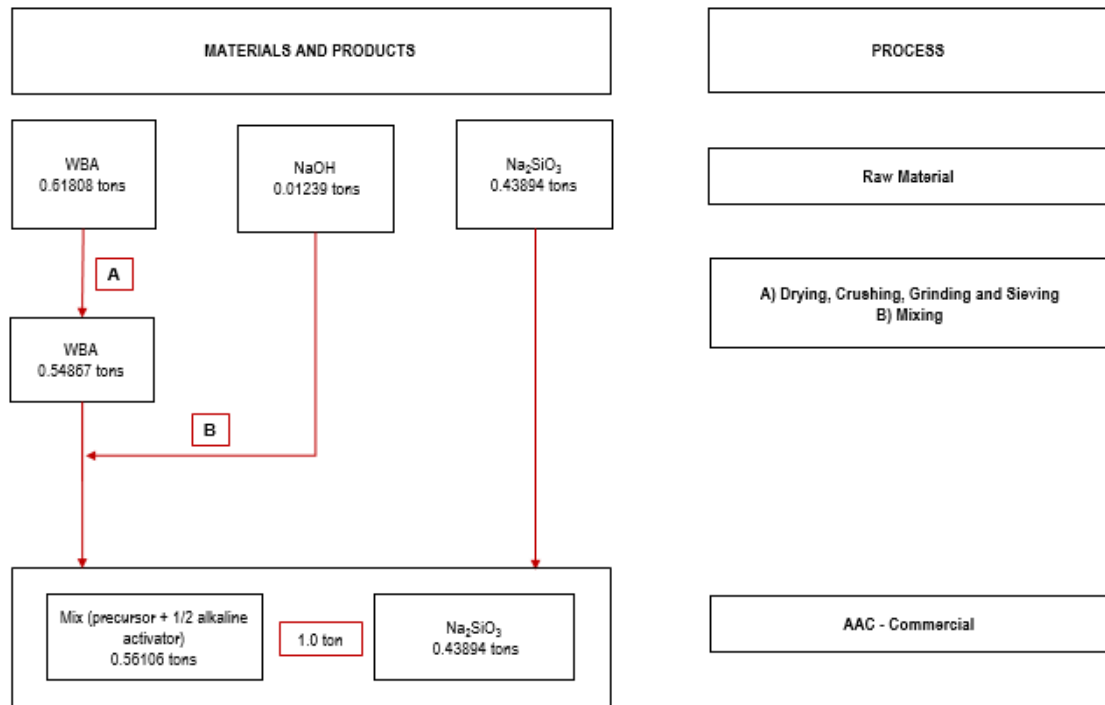 MATERIALS AND PRODUCTS
PROCESS
WBA
0.61808 tons
NaOH
0.01239 tons
Na₂SiO₃
0.43894 tons
Raw Material
A
A) Drying, Crushing, Grinding and Sieving
B) Mixing
WBA
0.54867 tons
B
Mix (precursor + 1/2 alkaline
activator)
0.56106 tons
1.0 ton
Na₂SiO₃
0.43894 tons
AAC - Commercial